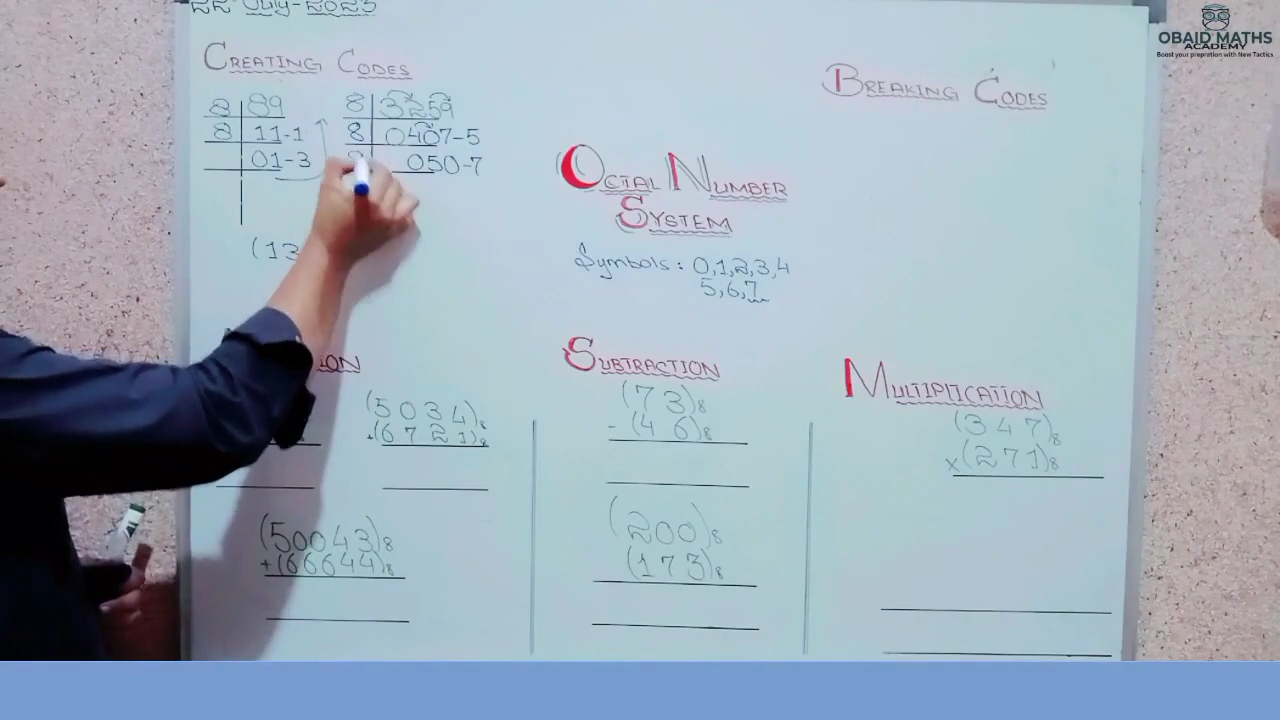 OBAID MATHS
ACADEMY
Boost your prepration with New Tactics
CREATING CODES
8 89
8 11-1
01-3
(13
8 3259
8 0407-5
8 050-7
BREAKING CODES
OCTAL NUMBER
SYSTEM
Symbols: 0,1,2,3,4
5,6,7
ION
(5034)8
+(6721)8
(50043)8
+(66644)8
SUBTRACTION
(73)8
-(46)8
(200)8
(173)8
MULTIPLICATION
(347)8
x(271)8